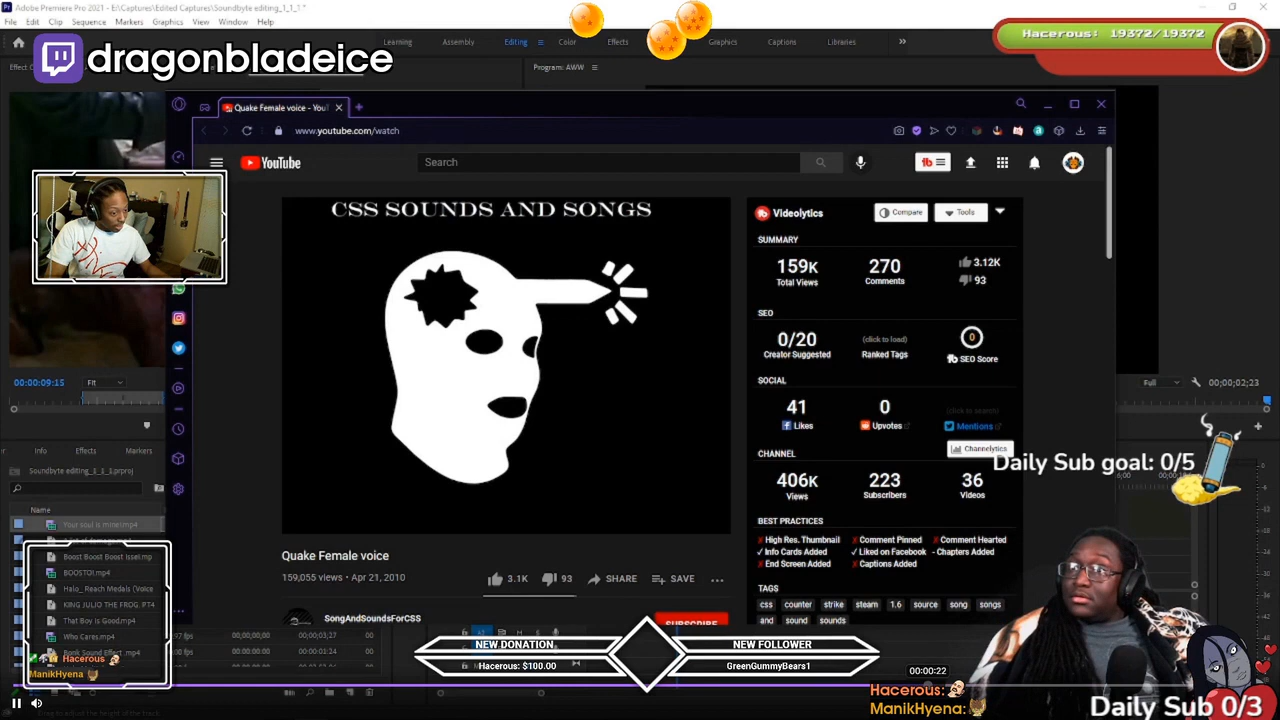 Adobe Premiere Pro 2021 - E:\Captures\Edited Captures\Soundbyte editing_1_1_1 *
File Edit Clip Sequence Markers Graphics View Window Help
Learning Assembly Editing Color Effects Graphics Captions Libraries
Hacerous: 19372/19372
dragonbladeice
Effect C
Program: AWW
Quake Female voice - YouT
www.youtube.com/watch
YouTube
Search
CSS SOUNDS AND SONGS
Videolytics Compare Tools
SUMMARY
159K 270 3.12K
Total Views Comments 93
SEO
0/20 (click to load) 0
Creator Suggested Ranked Tags SEO Score
SOCIAL
41 0 (click to search)
Likes Upvotes Mentions
Channelytics
CHANNEL
406K 223 36
Views Subscribers Videos
BEST PRACTICES
High Res. Thumbnail Comment Pinned Comment Hearted
Info Cards Added Liked on Facebook - Chapters Added
End Screen Added Captions Added
TAGS
css counter strike steam 1.6 source song songs
and sound sounds
Quake Female voice
159,055 views • Apr 21, 2010
3.1K 93 SHARE SAVE
SongAndSoundsForCSS
SUBSCRIBE
00:00:09:15 Fit
Full 00;00;02;23
Info Effects Markers
Soundbyte editing_1_1_1.prproj
Name
Your soul is mine!.mp4
Boost Boost Boost Issei.mp
BOOSTO!.mp4
Halo_ Reach Medals (Voice
KING JULIO THE FROG. PT4
That Boy is Good.mp4
Who Cares.mp4
Bonk Sound Effect .mp4
Hacerous
ManikHyena
Daily Sub goal: 0/5
NEW DONATION
Hacerous: $100.00
NEW FOLLOWER
GreenGummyBears1
00:00:22
Hacerous:
ManikHyena:
Daily Sub 0/3